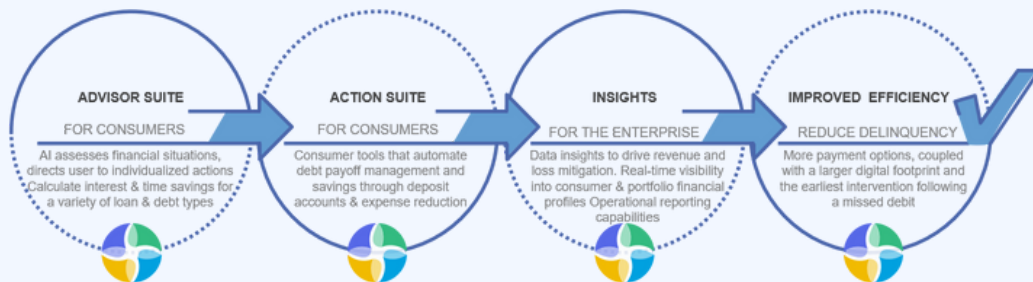 ADVISOR SUITE
FOR CONSUMERS
AI assesses financial situations,
directs user to individualized actions
Calculate interest & time savings for
a variety of loan & debt types
ACTION SUITE
FOR CONSUMERS
Consumer tools that automate
debt payoff management and
savings through deposit
accounts & expense reduction
INSIGHTS
FOR THE ENTERPRISE
Data insights to drive revenue and
loss mitigation. Real-time visibility
into consumer & portfolio financial
profiles Operational reporting
capabilities
IMPROVED EFFICIENCY
REDUCE DELINQUENCY
More payment options, coupled
with a larger digital footprint and
the earliest intervention following
a missed debit